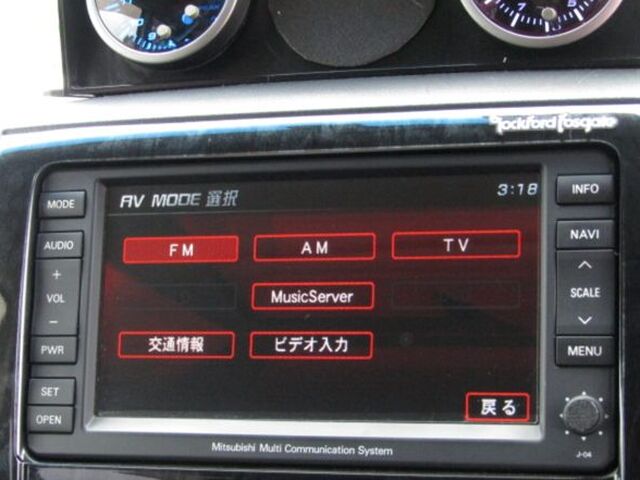 Rockford Fosgate
AV MODE 選択
3:18
MODE
AUDIO
+
VOL
−
PWR
SET
OPEN
FM
AM
TV
MusicServer
交通情報
ビデオ入力
戻る
INFO
NAVI
SCALE
MENU
J-04
Mitsubishi Multi Communication System